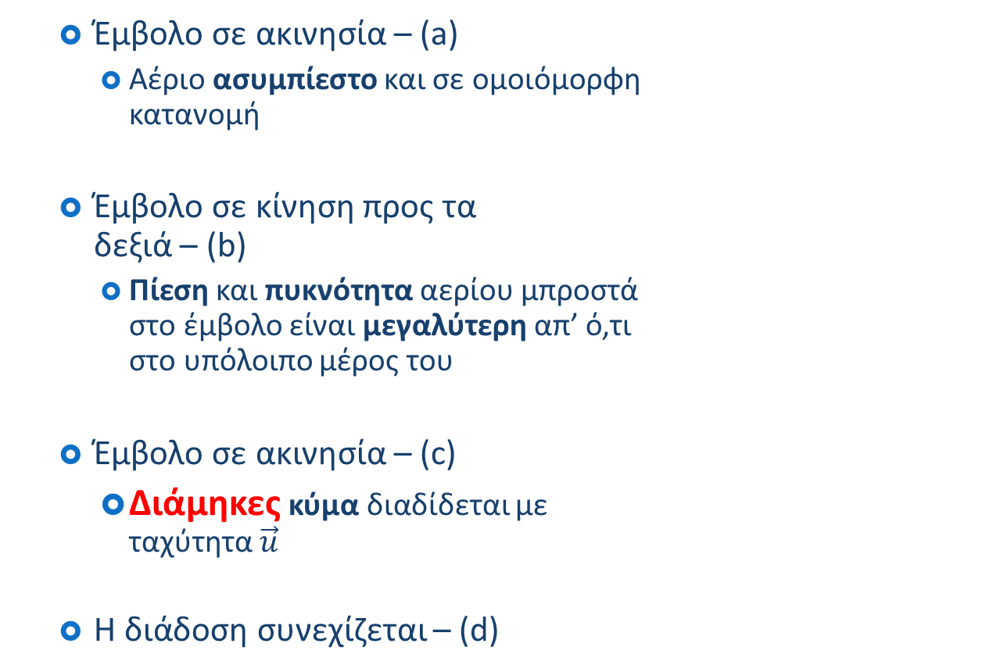 Έμβολο σε ακινησία – (a)
Αέριο ασυμπίεστο και σε ομοιόμορφη
κατανομή
Έμβολο σε κίνηση προς τα
δεξιά – (b)
Πίεση και πυκνότητα αερίου μπροστά
στο έμβολο είναι μεγαλύτερη απ’ ό,τι
στο υπόλοιπο μέρος του
Έμβολο σε ακινησία – (c)
Διάμηκες κύμα διαδίδεται με
ταχύτητα $\vec{u}$
Η διάδοση συνεχίζεται – (d)